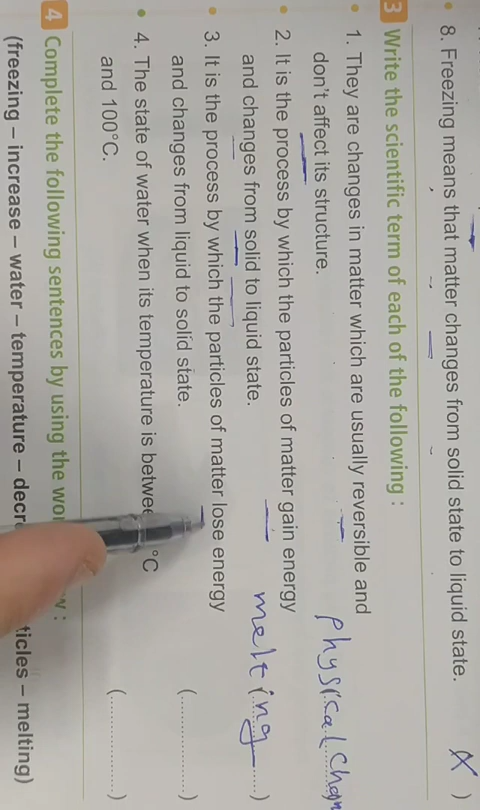 8. Freezing means that matter changes from solid state to liquid state. X )
3 Write the scientific term of each of the following :
1. They are changes in matter which are usually reversible and
don't affect its structure. physical chan
2. It is the process by which the particles of matter gain energy
and changes from solid to liquid state. melting )
3. It is the process by which the particles of matter lose energy
and changes from liquid to solid state. (..............)
4. The state of water when its temperature is betwee °C
and 100°C. (..............)
4 Complete the following sentences by using the wor w :
(freezing – increase – water – temperature – decre ticles – melting)